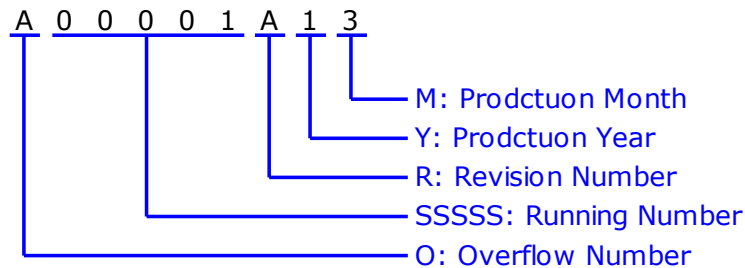 A 0 0 0 0 1 A 1 3
M: Prodctuon Month
Y: Prodctuon Year
R: Revision Number
SSSSS: Running Number
O: Overflow Number